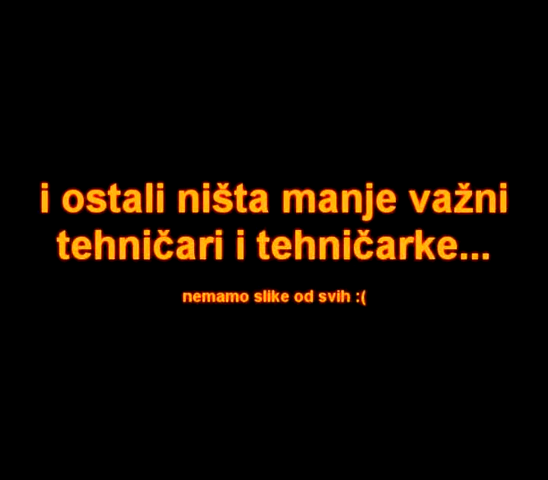 i ostali ništa manje važni
tehničari i tehničarke...
nemamo slike od svih :(